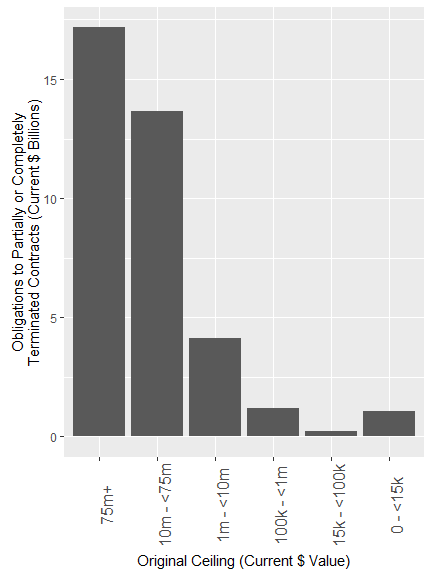 Obligations to Partially or Completely
Terminated Contracts (Current $ Billions)
15
10
5
0
75m+
10m - <75m
1m - <10m
100k - <1m
15k - <100k
0 - <15k
Original Ceiling (Current $ Value)